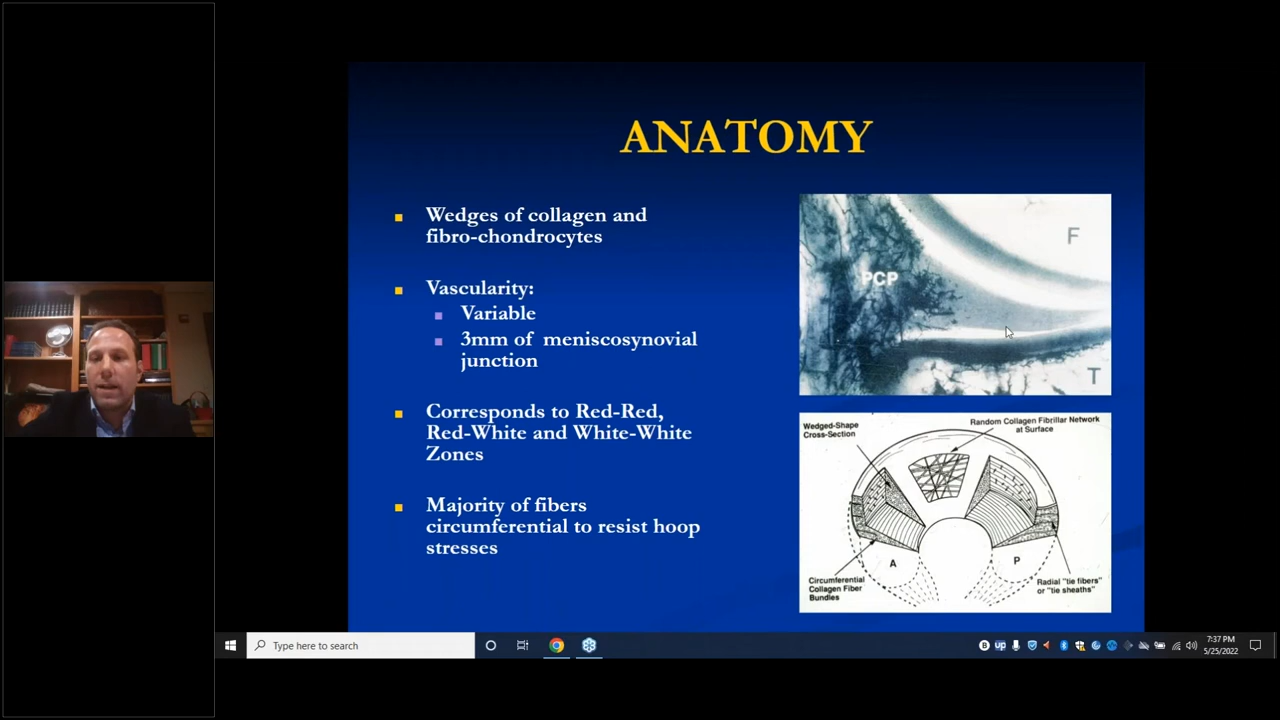 ANATOMY
Wedges of collagen and
fibro-chondrocytes
Vascularity:
Variable
3mm of meniscosynovial
junction
Corresponds to Red-Red,
Red-White and White-White
Zones
Majority of fibers
circumferential to resist hoop
stresses
F
PCP
T
Wedged-Shape
Cross-Section
Random Collagen Fibrillar Network
at Surface
A
P
Circumferential
Collagen Fiber
Bundles
Radial "tie fibers"
or "tie sheaths"
Type here to search
B
up
7:37 PM
5/25/2022